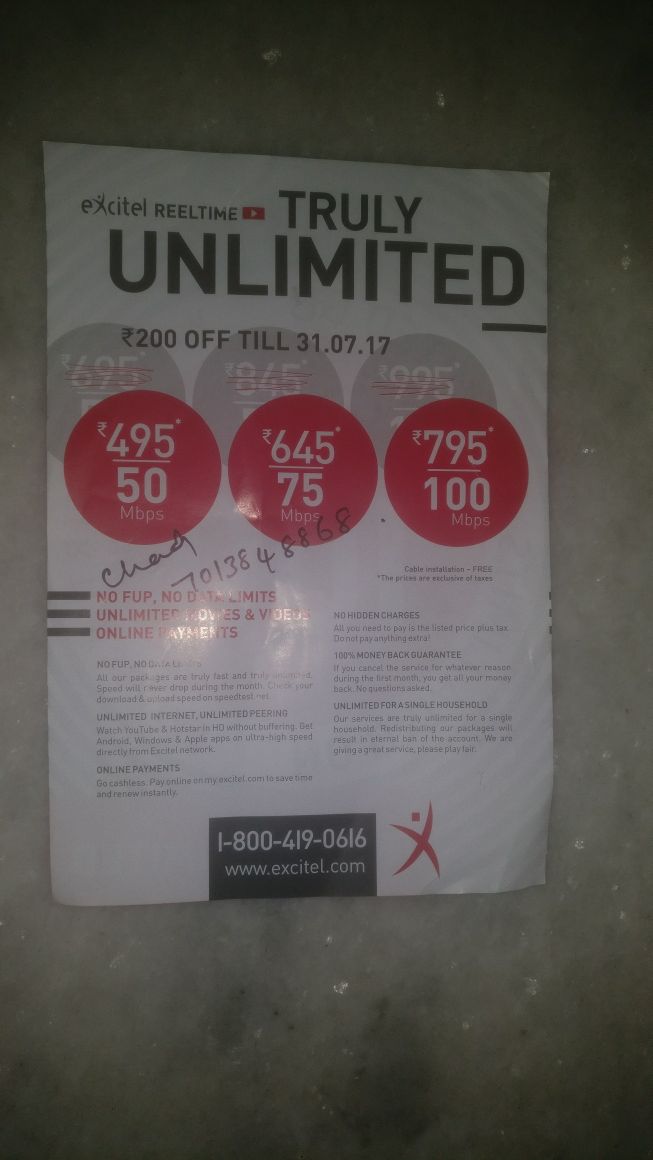 excitel REELTIME TRULY
UNLIMITED
₹200 OFF TILL 31.07.17
₹695* ₹845* ₹995*
₹495* ₹645* ₹795*
50 75 100
Mbps Mbps Mbps
7013848868
Cable installation – FREE
*The prices are exclusive of taxes
NO FUP, NO DATA LIMITS
UNLIMITED MOVIES & VIDEOS
ONLINE PAYMENTS
NO FUP, NO DATA LIMITS
All our packages are truly fast and truly unlimited.
Speed will never drop during the month. Check your
download & upload speed on speedtest.net.
UNLIMITED INTERNET, UNLIMITED PEERING
Watch YouTube & Hotstar in HD without buffering. Get
Android, Windows & Apple apps on ultra-high speed
directly from Excitel network.
ONLINE PAYMENTS
Go cashless. Pay online on my.excitel.com to save time
and renew instantly.
NO HIDDEN CHARGES
All you need to pay is the listed price plus tax.
Do not pay anything extra!
100% MONEY BACK GUARANTEE
If you cancel the service for whatever reason
during the first month, you get all your money
back. No questions asked.
UNLIMITED FOR A SINGLE HOUSEHOLD
Our services are truly unlimited for a single
household. Redistributing our packages will
result in eternal ban of the account. We are
giving a great service, please play fair.
1-800-419-0616
www.excitel.com